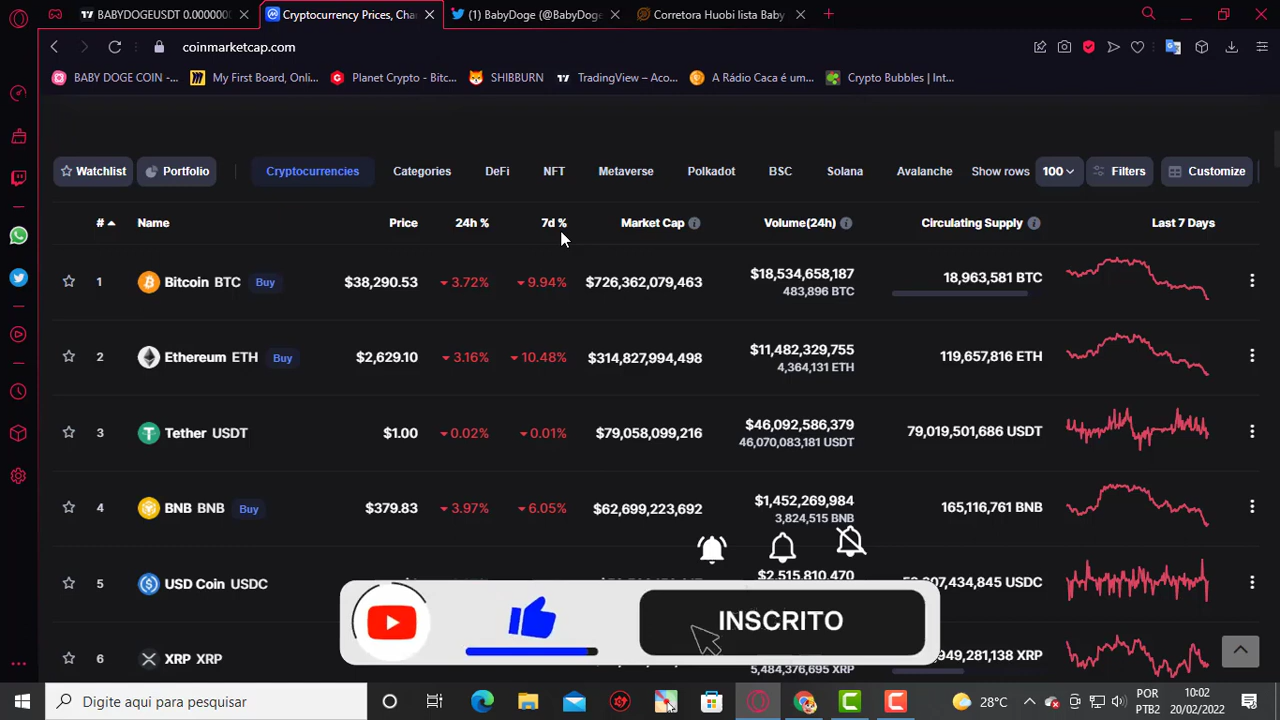 BABYDOGEUSDT 0.00000000
Cryptocurrency Prices, Cha
BabyDoge (@BabyDoge
Corretora Huobi lista Baby
coinmarketcap.com
BABY DOGE COIN -...
My First Board, Onli...
Planet Crypto - Bitc...
SHIBBURN
TradingView – Aco...
A Rádio Caca é um...
Crypto Bubbles | Int...
Watchlist
Portfolio
Cryptocurrencies
Categories
DeFi
NFT
Metaverse
Polkadot
BSC
Solana
Avalanche
Show rows
100
Filters
Customize
# Name Price 24h % 7d % Market Cap Volume(24h) Circulating Supply Last 7 Days
1 Bitcoin BTC Buy $38,290.53 3.72% 9.94% $726,362,079,463 $18,534,658,187 18,963,581 BTC
483,896 BTC
2 Ethereum ETH Buy $2,629.10 3.16% 10.48% $314,827,994,498 $11,482,329,755 119,657,816 ETH
4,364,131 ETH
3 Tether USDT $1.00 0.02% 0.01% $79,058,099,216 $46,092,586,379 79,019,501,686 USDT
46,070,083,181 USDT
4 BNB BNB Buy $379.83 3.97% 6.05% $62,699,223,692 $1,452,269,984 165,116,761 BNB
3,824,515 BNB
5 USD Coin USDC $2,515,810,470
INSCRITO
6 XRP XRP
5,484,376,695 XRP
Digite aqui para pesquisar
28°C
POR
PTB2
10:02
20/02/2022